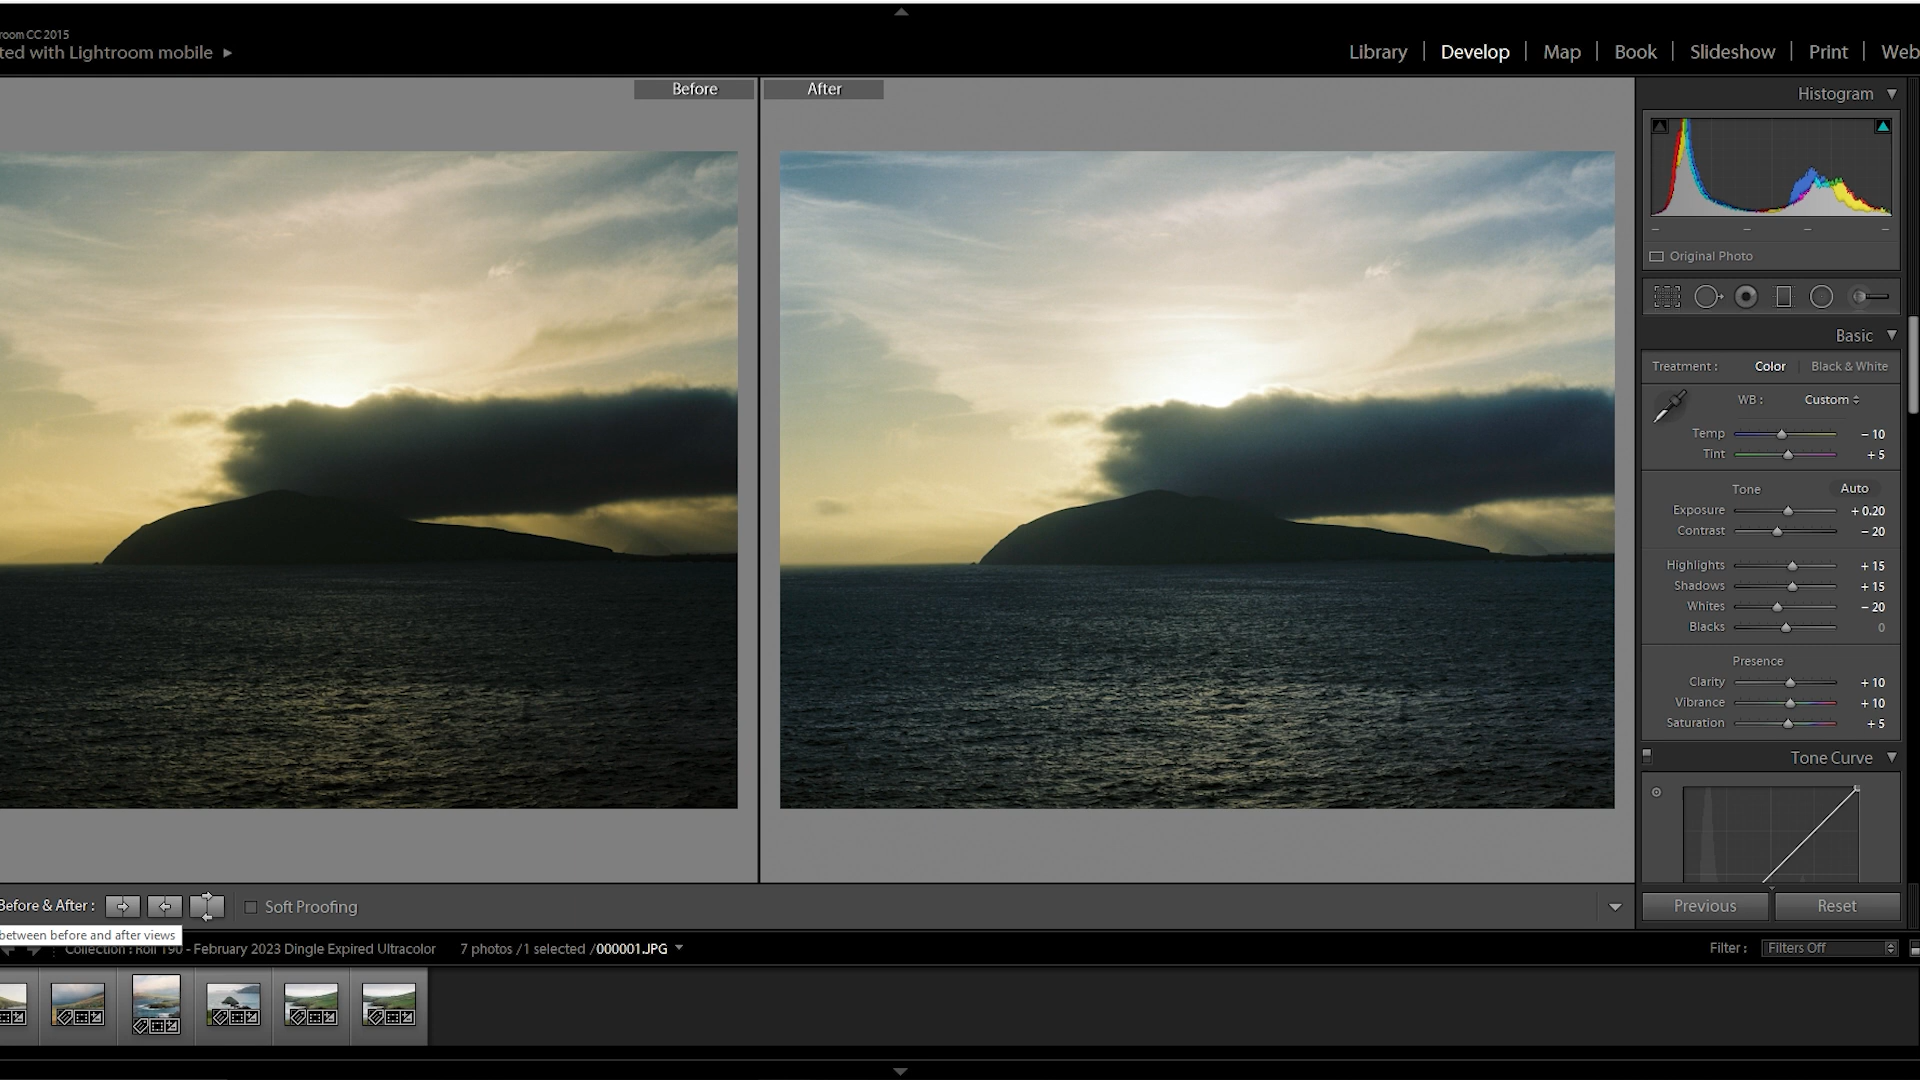 room CC 2015
ted with Lightroom mobile
Library | Develop | Map | Book | Slideshow | Print | Web
Before
After
Histogram
Original Photo
Basic
Treatment : Color Black & White
WB : Custom
Temp - 10
Tint + 5
Tone Auto
Exposure + 0.20
Contrast - 20
Highlights + 15
Shadows + 15
Whites - 20
Blacks 0
Presence
Clarity + 10
Vibrance + 10
Saturation + 5
Tone Curve
Before & After : Soft Proofing
Previous Reset
between before and after views
Collection : Roll 190 - February 2023 Dingle Expired Ultracolor 7 photos / 1 selected / 000001.JPG
Filter : Filters Off